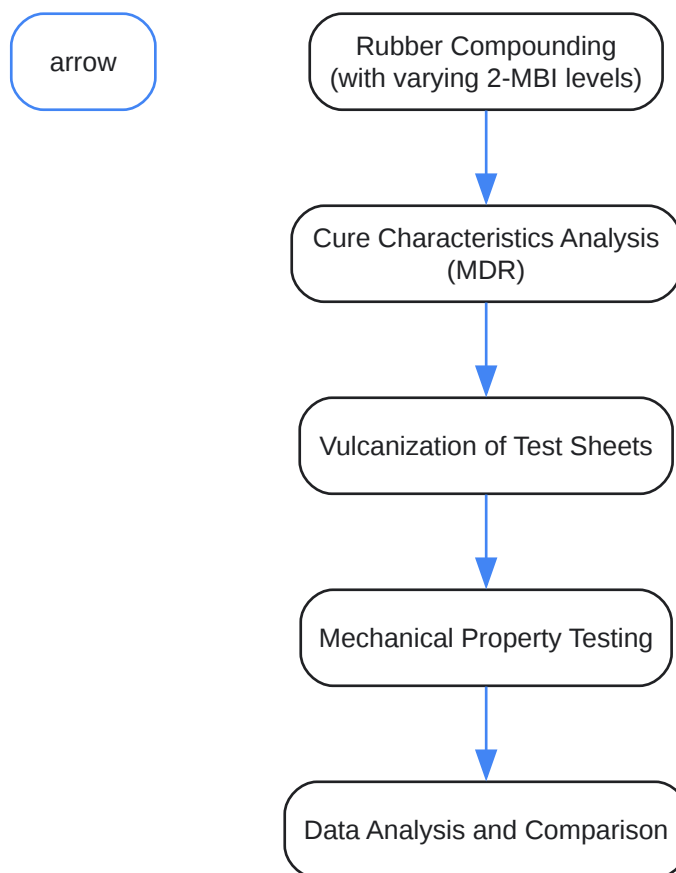 arrow
Rubber Compounding
(with varying 2-MBI levels)
Cure Characteristics Analysis
(MDR)
Vulcanization of Test Sheets
Mechanical Property Testing
Data Analysis and Comparison